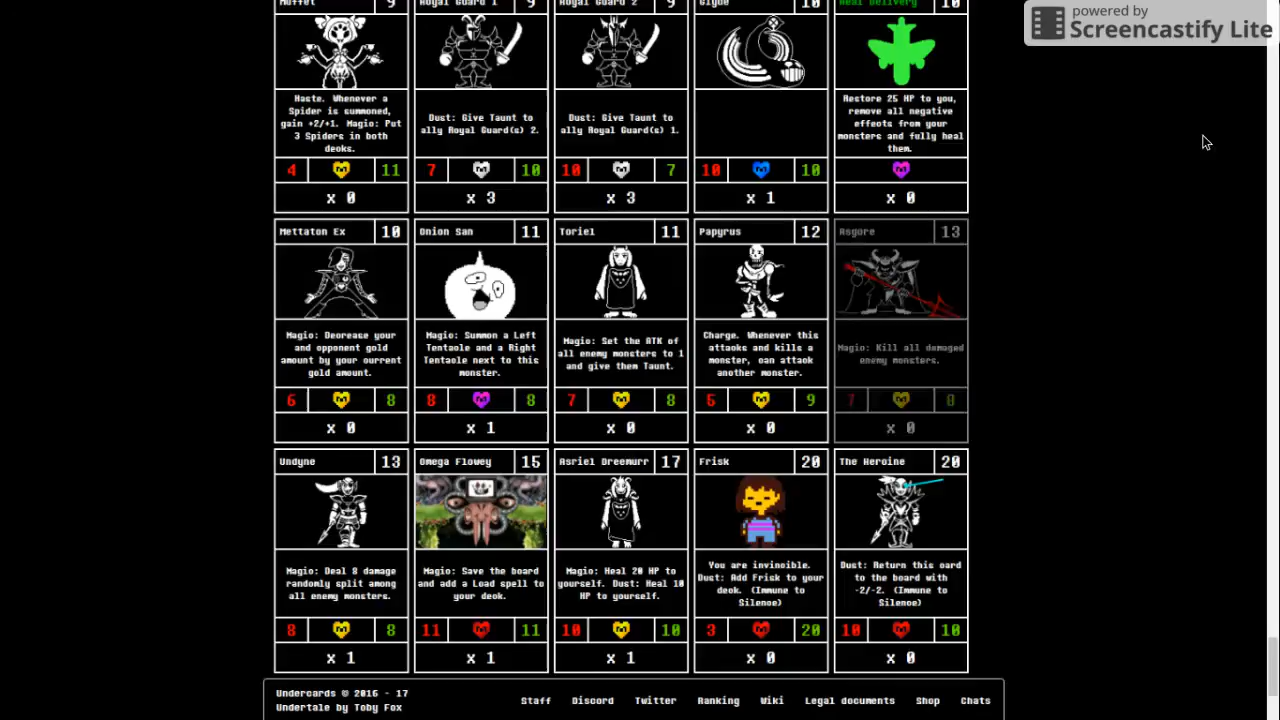 powered by
Screencastify Lite
Muffet 9
Royal Guard 1 9
Royal Guard 2 9
Glyde 10
Heal Delivery 10
Haste. Whenever a
Spider is summoned,
gain +2/+1. Magic: Put
3 Spiders in both
decks.
Dust: Give Taunt to
ally Royal Guard(s) 2.
Dust: Give Taunt to
ally Royal Guard(s) 1.
Restore 25 HP to you,
remove all negative
effects from your
monsters and fully heal
them.
4 11
7 10
10 7
10 10
x 0
x 3
x 3
x 1
x 0
Mettaton Ex 10
Onion San 11
Toriel 11
Papyrus 12
Asgore 13
Magic: Decrease your
and opponent gold
amount by your current
gold amount.
Magic: Summon a Left
Tentacle and a Right
Tentacle next to this
monster.
Magic: Set the ATK of
all enemy monsters to 1
and give them Taunt.
Charge. Whenever this
attacks and kills a
monster, can attack
another monster.
Magic: Kill all damaged
enemy monsters.
6 8
8 8
7 8
5 9
7 8
x 0
x 1
x 0
x 0
x 0
Undyne 13
Omega Flowey 15
Asriel Dreemurr 17
Frisk 20
The Heroine 20
Magic: Deal 8 damage
randomly split among
all enemy monsters.
Magic: Save the board
and add a Load spell to
your deck.
Magic: Heal 20 HP to
yourself. Dust: Heal 10
HP to yourself.
You are invincible.
Dust: Add Frisk to your
deck. (Immune to
Silence)
Dust: Return this card
to the board with
-2/-2. (Immune to
Silence)
8 8
11 11
10 10
3 20
10 10
x 1
x 1
x 1
x 0
x 0
Undercards © 2016 - 17
Undertale by Toby Fox
Staff Discord Twitter Ranking Wiki Legal documents Shop Chats